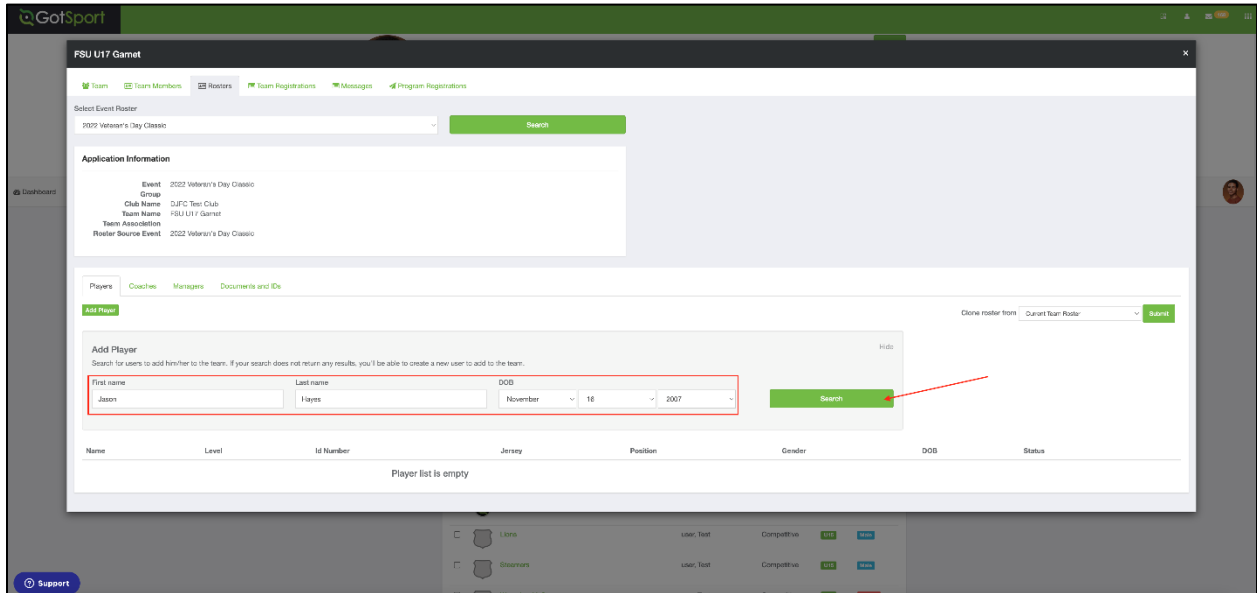 GotSport
FSU U17 Garnet ×
Team Team Members Rosters Team Registrations Messages Program Registrations
Select Event Roster
2022 Veteran's Day Classic Search
Application Information
Event 2022 Veteran's Day Classic
Group
Club Name DJFC Test Club
Team Name FSU U17 Garnet
Team Association
Roster Source Event 2022 Veteran's Day Classic
Dashboard
Players Coaches Managers Documents and IDs
Add Player Clone roster from Current Team Roster Submit
Add Player Hide
Search for users to add him/her to the team. If your search does not return any results, you'll be able to create a new user to add to the team.
First name Last name DOB
Jason Hayes November 18 2007 Search
Name Level Id Number Jersey Position Gender DOB Status
Player list is empty
Lions user, Test Competitive Male
Steamers user, Test Competitive U15 Male
Support